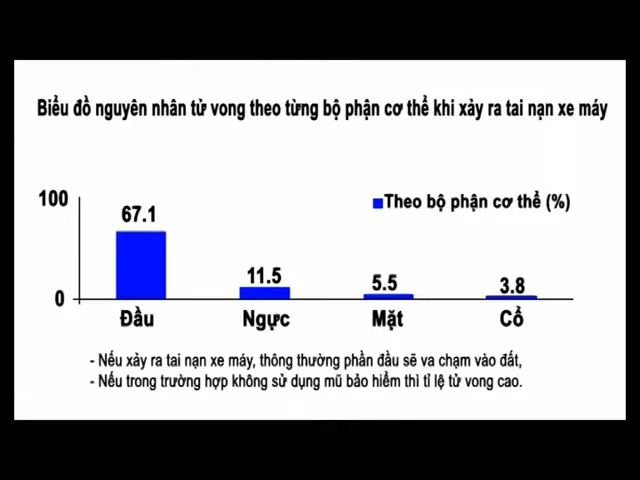 Biểu đồ nguyên nhân tử vong theo từng bộ phận cơ thể khi xảy ra tai nạn xe máy
100
Theo bộ phận cơ thể (%)
67.1
11.5
5.5
3.8
0
Đầu
Ngực
Mặt
Cổ
- Nếu xảy ra tai nạn xe máy, thông thường phần đầu sẽ va chạm vào đất,
- Nếu trong trường hợp không sử dụng mũ bảo hiểm thì tỉ lệ tử vong cao.